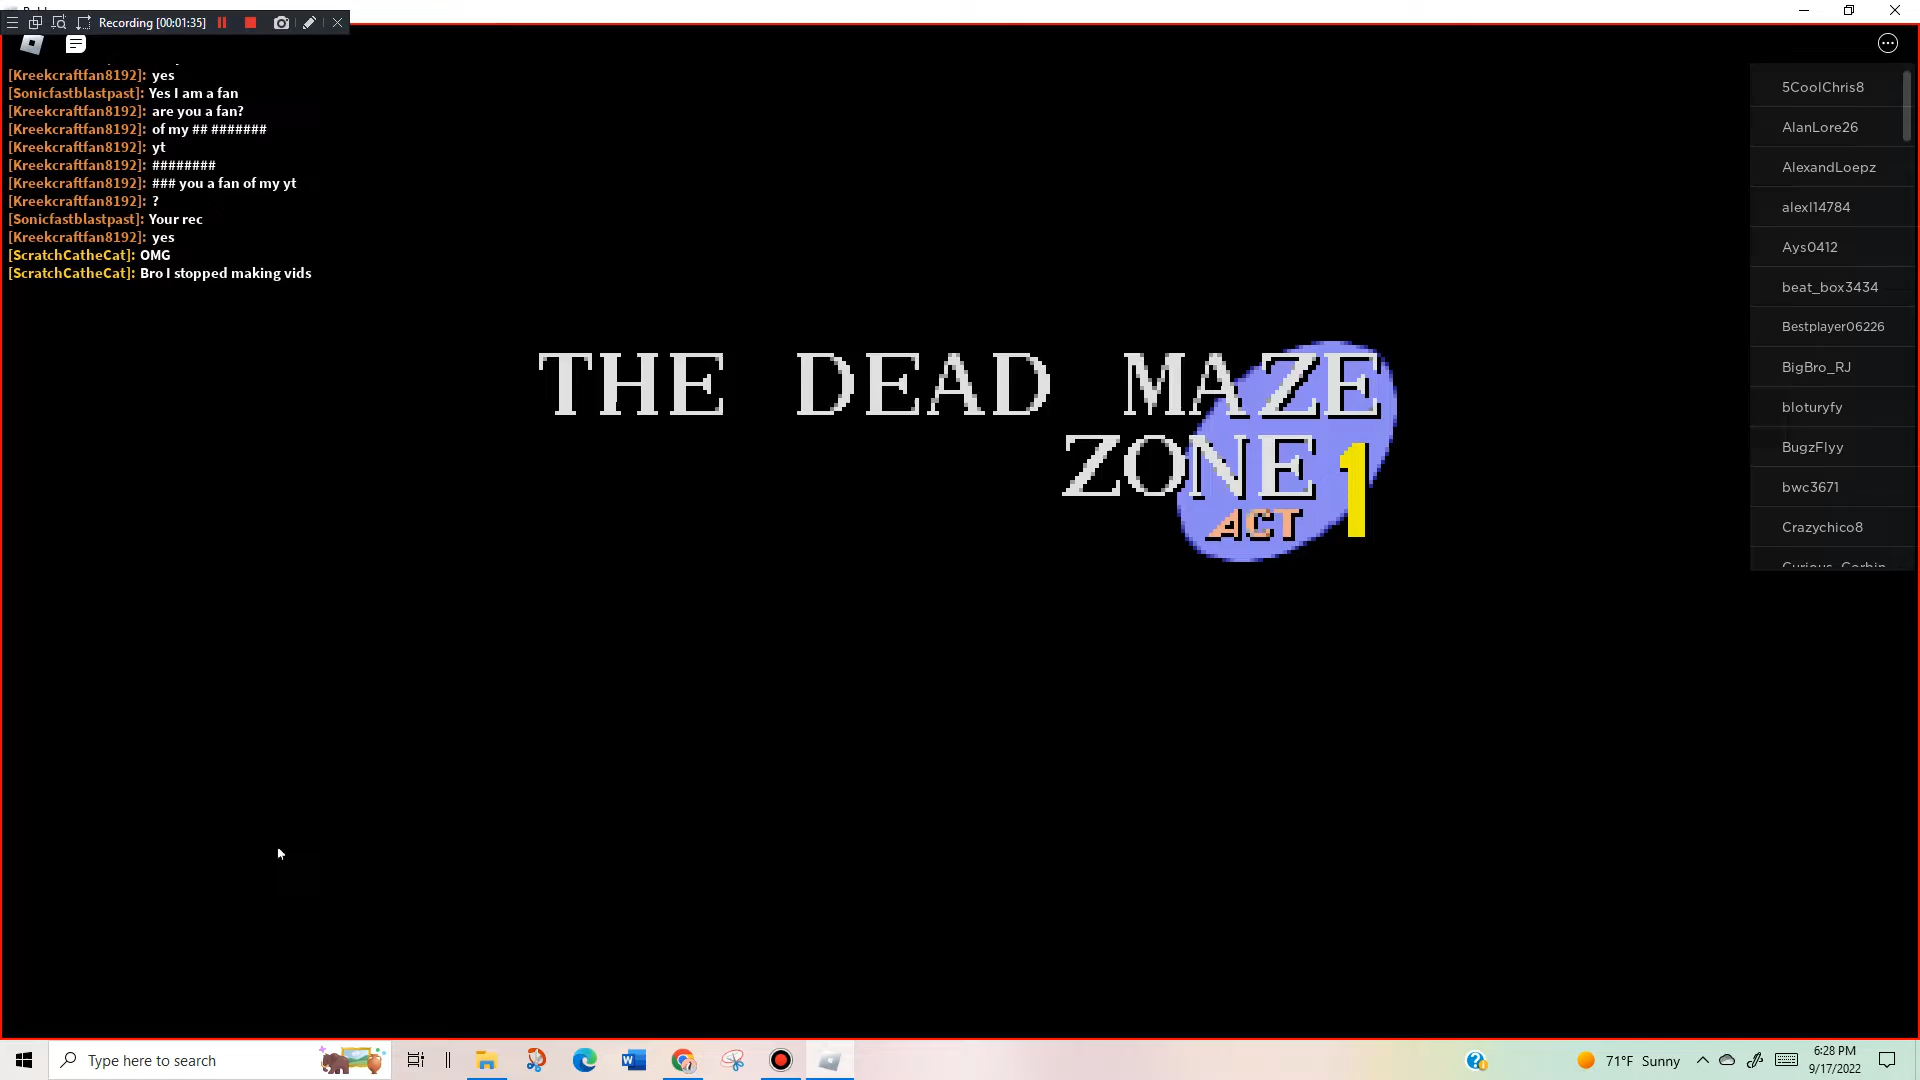 Recording [00:01:35]
[Kreekcraftfan8192]: yes
[Sonicfastblastpast]: Yes I am a fan
[Kreekcraftfan8192]: are you a fan?
[Kreekcraftfan8192]: of my ## #######
[Kreekcraftfan8192]: yt
[Kreekcraftfan8192]: ########
[Kreekcraftfan8192]: ### you a fan of my yt
[Kreekcraftfan8192]: ?
[Sonicfastblastpast]: Your rec
[Kreekcraftfan8192]: yes
[ScratchCatheCat]: OMG
[ScratchCatheCat]: Bro I stopped making vids
THE DEAD MAZE
ZONE 1
ACT
5CoolChris8
AlanLore26
AlexandLoepz
alexl14784
Ays0412
beat_box3434
Bestplayer06226
BigBro_RJ
bloturyfy
BugzFlyy
bwc3671
Crazychico8
Type here to search
71°F Sunny
6:28 PM
9/17/2022